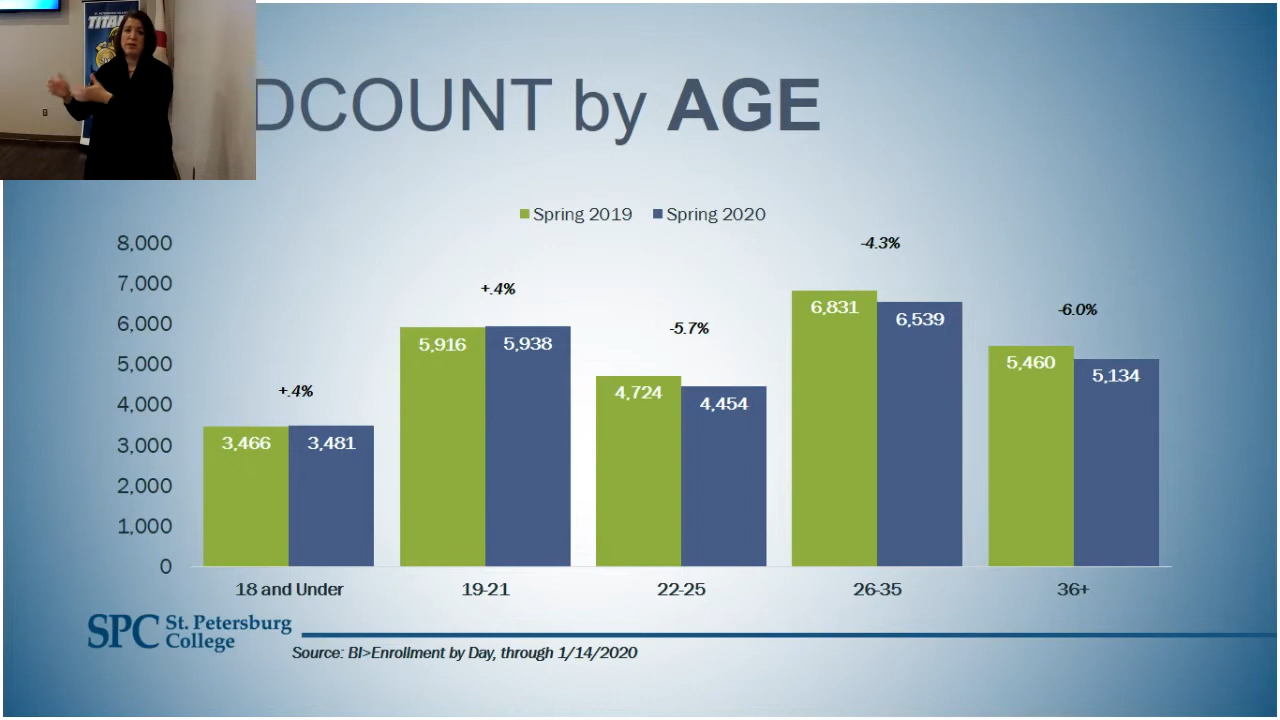 TITAN
DCOUNT by AGE
Spring 2019 Spring 2020
8,000
7,000
6,000
5,000
4,000
3,000
2,000
1,000
0
+.4%
+.4%
-5.7%
-4.3%
-6.0%
3,466 3,481
5,916 5,938
4,724 4,454
6,831 6,539
5,460 5,134
18 and Under 19-21 22-25 26-35 36+
SPC St. Petersburg
College
Source: BI>Enrollment by Day, through 1/14/2020